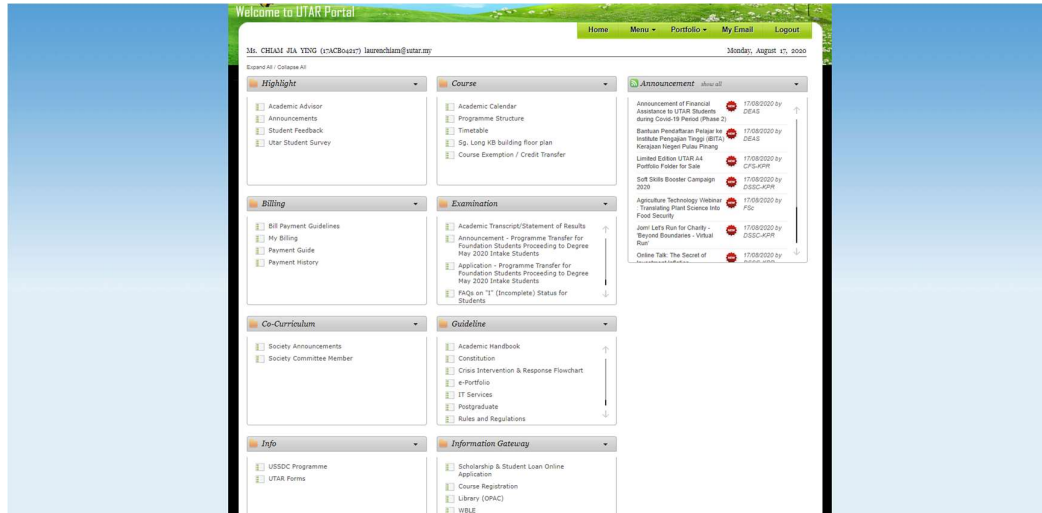 Welcome to UTAR Portal
Home Menu Portfolio My Email Logout
Ms. CHIAM JIA YING (17ACB04217) laurenchiam@1utar.my Monday, August 17, 2020
Expand All / Collapse All
Highlight
Academic Advisor
Announcements
Student Feedback
Utar Student Survey
Course
Academic Calendar
Programme Structure
Timetable
Sg. Long KB building floor plan
Course Exemption / Credit Transfer
Announcement show all
Announcement of Financial
Assistance to UTAR Students
during Covid-19 Period (Phase 2)
NEW
17/08/2020 by
DEAS
Bantuan Pendaftaran Pelajar ke
Institute Pengajian Tinggi (iBITA)
Kerajaan Negeri Pulau Pinang
NEW
17/08/2020 by
DEAS
Limited Edition UTAR A4
Portfolio Folder for Sale
NEW
17/08/2020 by
CFS-KPR
Soft Skills Booster Campaign
2020
NEW
17/08/2020 by
DSSC-KPR
Agriculture Technology Webinar
: Translating Plant Science Into
Food Security
NEW
17/08/2020 by
FSc
Jom! Let's Run for Charity -
'Beyond Boundaries - Virtual
Run'
NEW
17/08/2020 by
DSSC-KPR
Online Talk: The Secret of
NEW
17/08/2020 by
Billing
Bill Payment Guidelines
My Billing
Payment Guide
Payment History
Examination
Academic Transcript/Statement of Results
Announcement - Programme Transfer for
Foundation Students Proceeding to Degree
May 2020 Intake Students
Application - Programme Transfer for
Foundation Students Proceeding to Degree
May 2020 Intake Students
FAQs on "I" (Incomplete) Status for
Students
Co-Curriculum
Society Announcements
Society Committee Member
Guideline
Academic Handbook
Constitution
Crisis Intervention & Response Flowchart
e-Portfolio
IT Services
Postgraduate
Rules and Regulations
Info
USSDC Programme
UTAR Forms
Information Gateway
Scholarship & Student Loan Online
Application
Course Registration
Library (OPAC)
WBLE